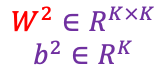 W² ∈ R^{K×K}
b² ∈ R^K